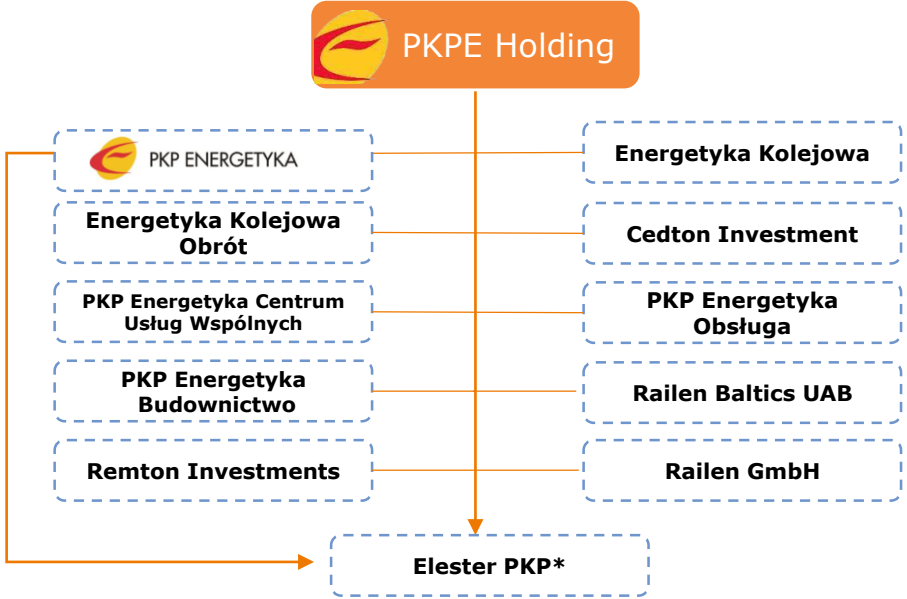 PKPE Holding
PKP ENERGETYKA
Energetyka Kolejowa
Energetyka Kolejowa
Obrót
Cedton Investment
PKP Energetyka Centrum
Usług Wspólnych
PKP Energetyka
Obsługa
PKP Energetyka
Budownictwo
Railen Baltics UAB
Remton Investments
Railen GmbH
Elester PKP*